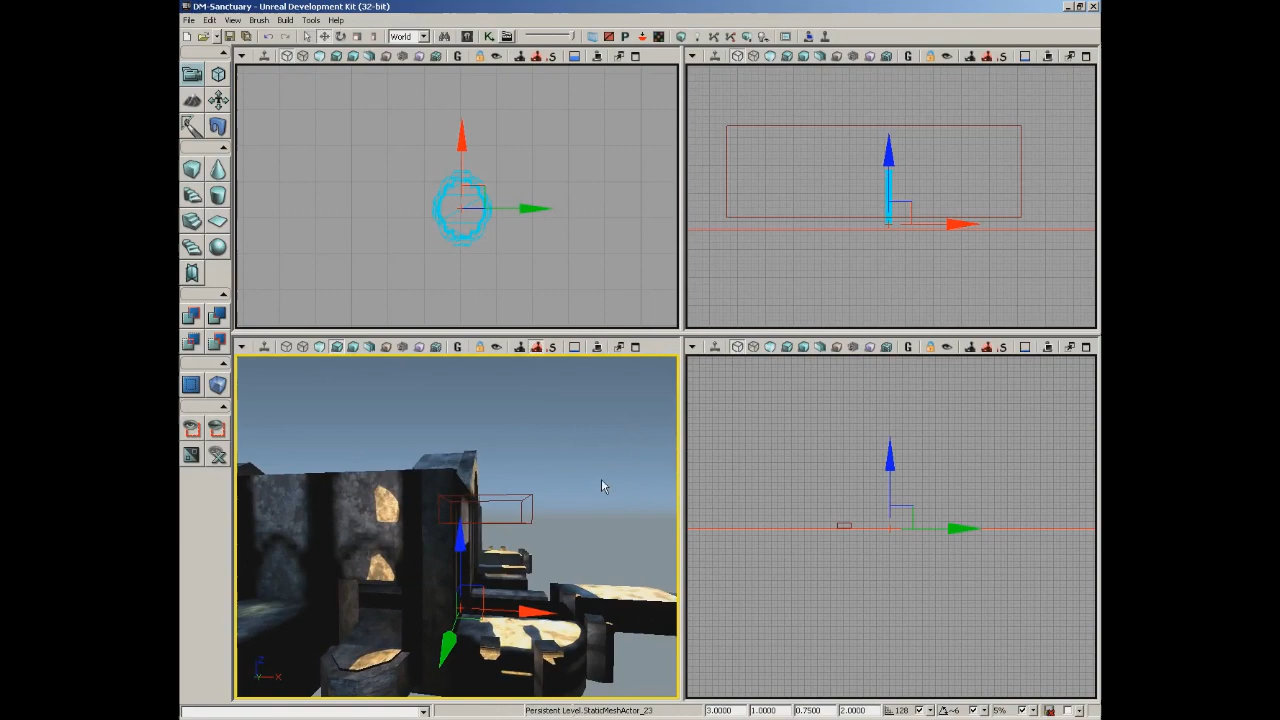 DM-Sanctuary - Unreal Development Kit (32-bit)
File Edit View Brush Build Tools Help
World
P
K
G
S
G
S
G
S
G
S
Z
X
Persistent Level.StaticMeshActor_23
3.0000 1.0000 0.7500 2.0000 128 ~6 5%